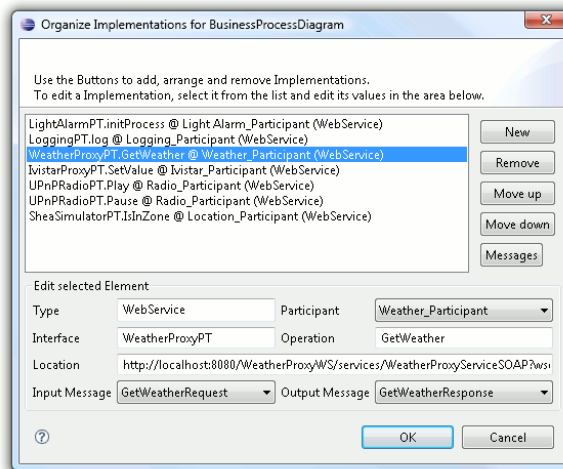 Organize Implementations for BusinessProcessDiagram
Use the Buttons to add, arrange and remove Implementations.
To edit a Implementation, select it from the list and edit its values in the area below.
LightAlarmPT.initProcess @ Light Alarm_Participant (WebService)
LoggingPT.log @ Logging_Participant (WebService)
WeatherProxyPT.GetWeather @ Weather_Participant (WebService)
IvistarProxyPT.SetValue @ Ivistar_Participant (WebService)
UPnPRadioPT.Play @ Radio_Participant (WebService)
UPnPRadioPT.Pause @ Radio_Participant (WebService)
SheaSimulatorPT.IsInZone @ Location_Participant (WebService)
New
Remove
Move up
Move down
Messages
Edit selected Element
Type WebService Participant Weather_Participant
Interface WeatherProxyPT Operation GetWeather
Location http://localhost:8080/WeatherProxyWS/services/WeatherProxyServiceSOAP?wsd
Input Message GetWeatherRequest Output Message GetWeatherResponse
? OK Cancel